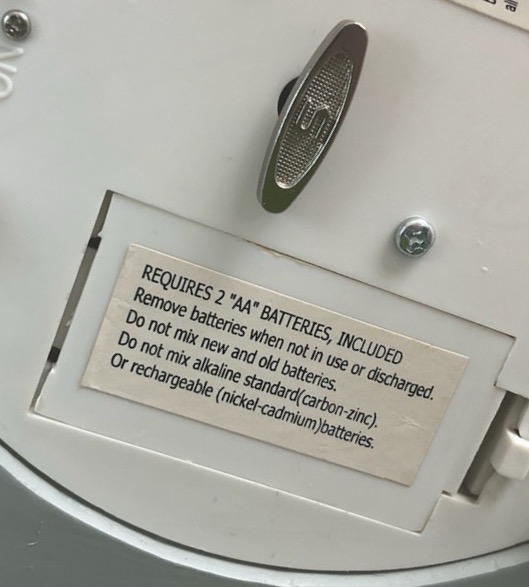 REQUIRES 2 "AA" BATTERIES, INCLUDED
Remove batteries when not in use or discharged.
Do not mix new and old batteries.
Do not mix alkaline standard(carbon-zinc).
Or rechargeable (nickel-cadmium)batteries.
ON